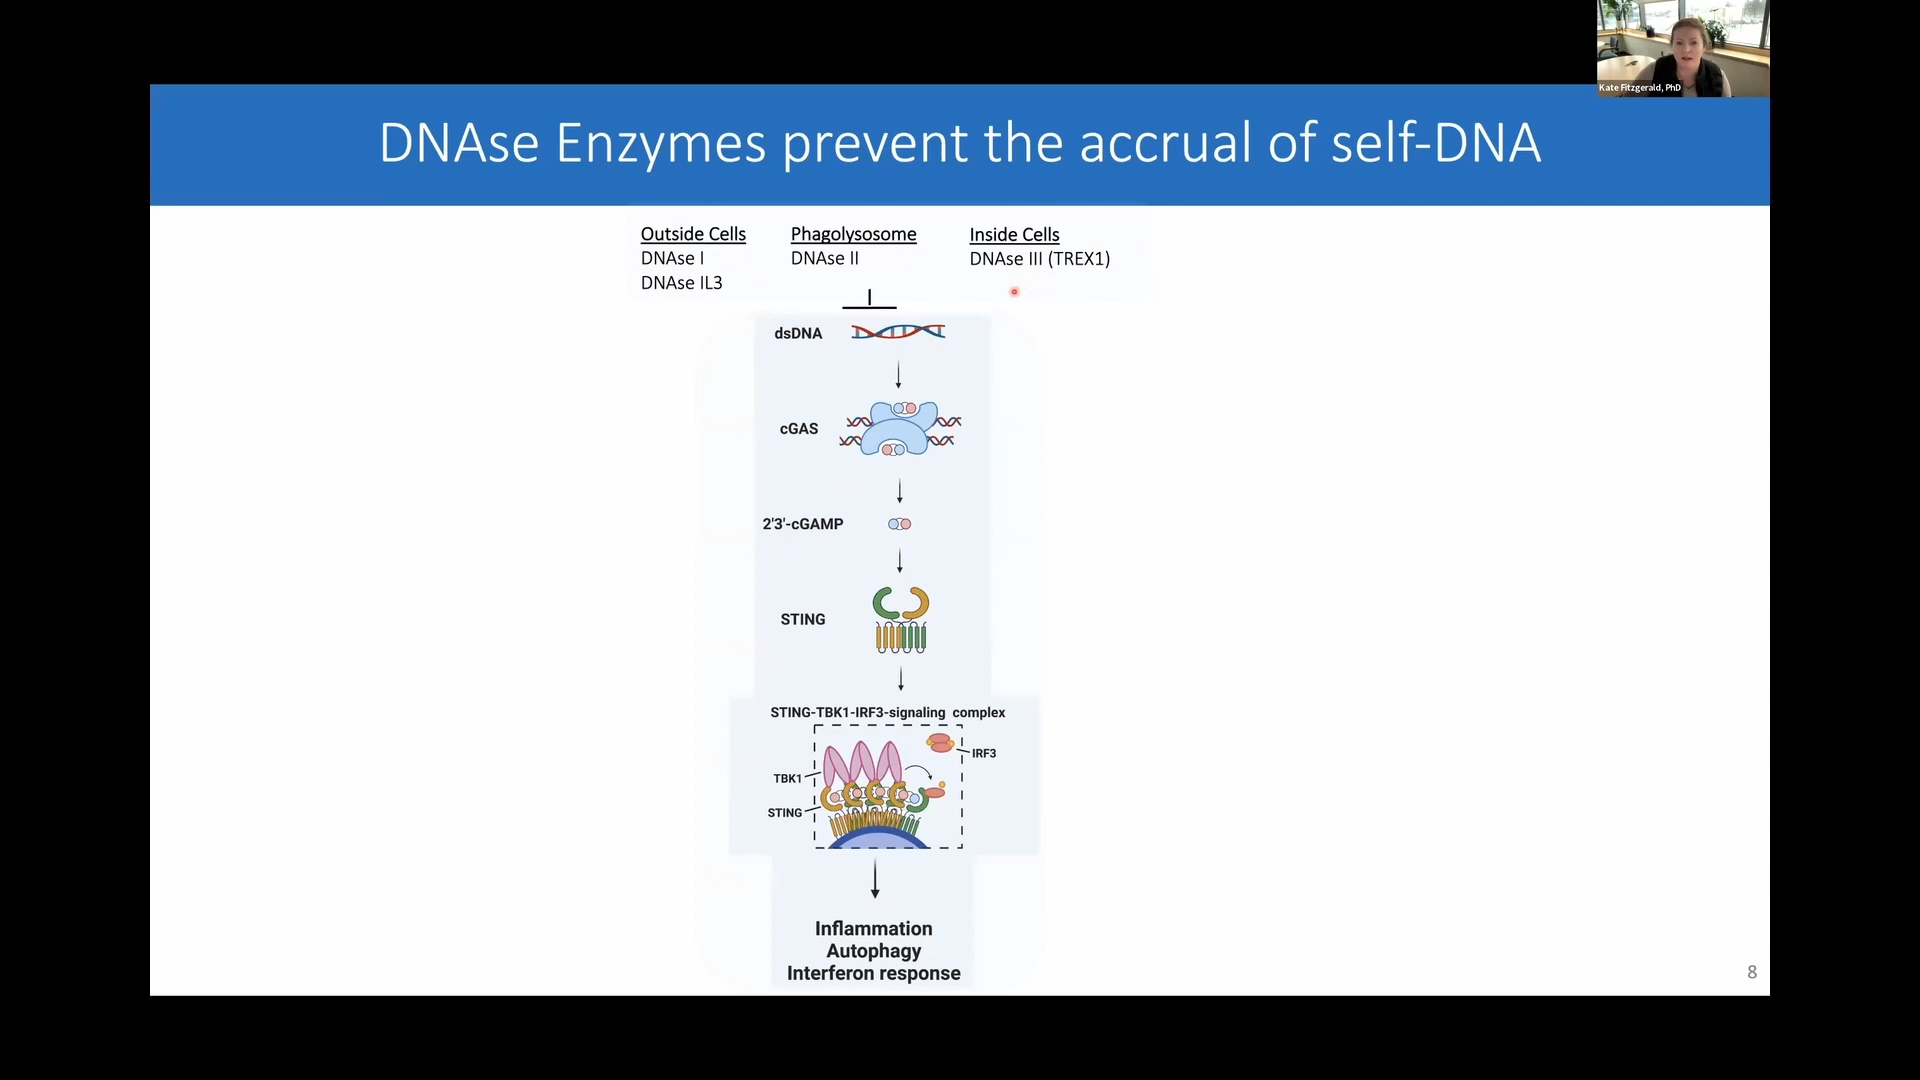 Kate Fitzgerald, PhD
DNAse Enzymes prevent the accrual of self-DNA
Outside Cells
DNAse I
DNAse IL3
Phagolysosome
DNAse II
Inside Cells
DNAse III (TREX1)
dsDNA
cGAS
2'3'-cGAMP
STING
STING-TBK1-IRF3-signaling complex
IRF3
TBK1
STING
Inflammation
Autophagy
Interferon response
8